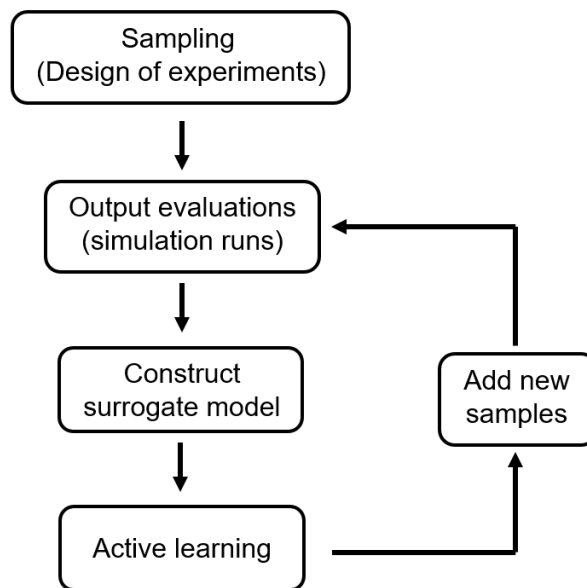 Sampling
(Design of experiments)
Output evaluations
(simulation runs)
Construct
surrogate model
Add new
samples
Active learning